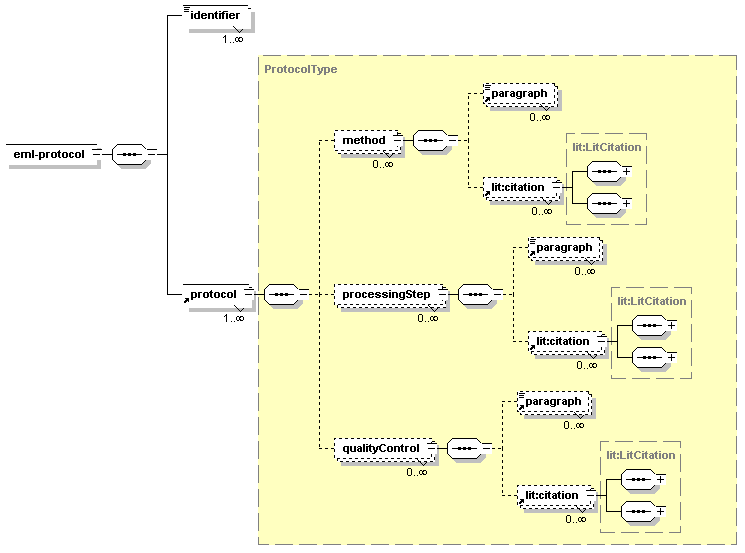 identifier
1..∞
ProtocolType
paragraph
0..∞
eml-protocol
method
0..∞
lit:LitCitation
lit:citation
0..∞
paragraph
0..∞
protocol
1..∞
processingStep
0..∞
lit:LitCitation
lit:citation
0..∞
paragraph
0..∞
qualityControl
0..∞
lit:LitCitation
lit:citation
0..∞